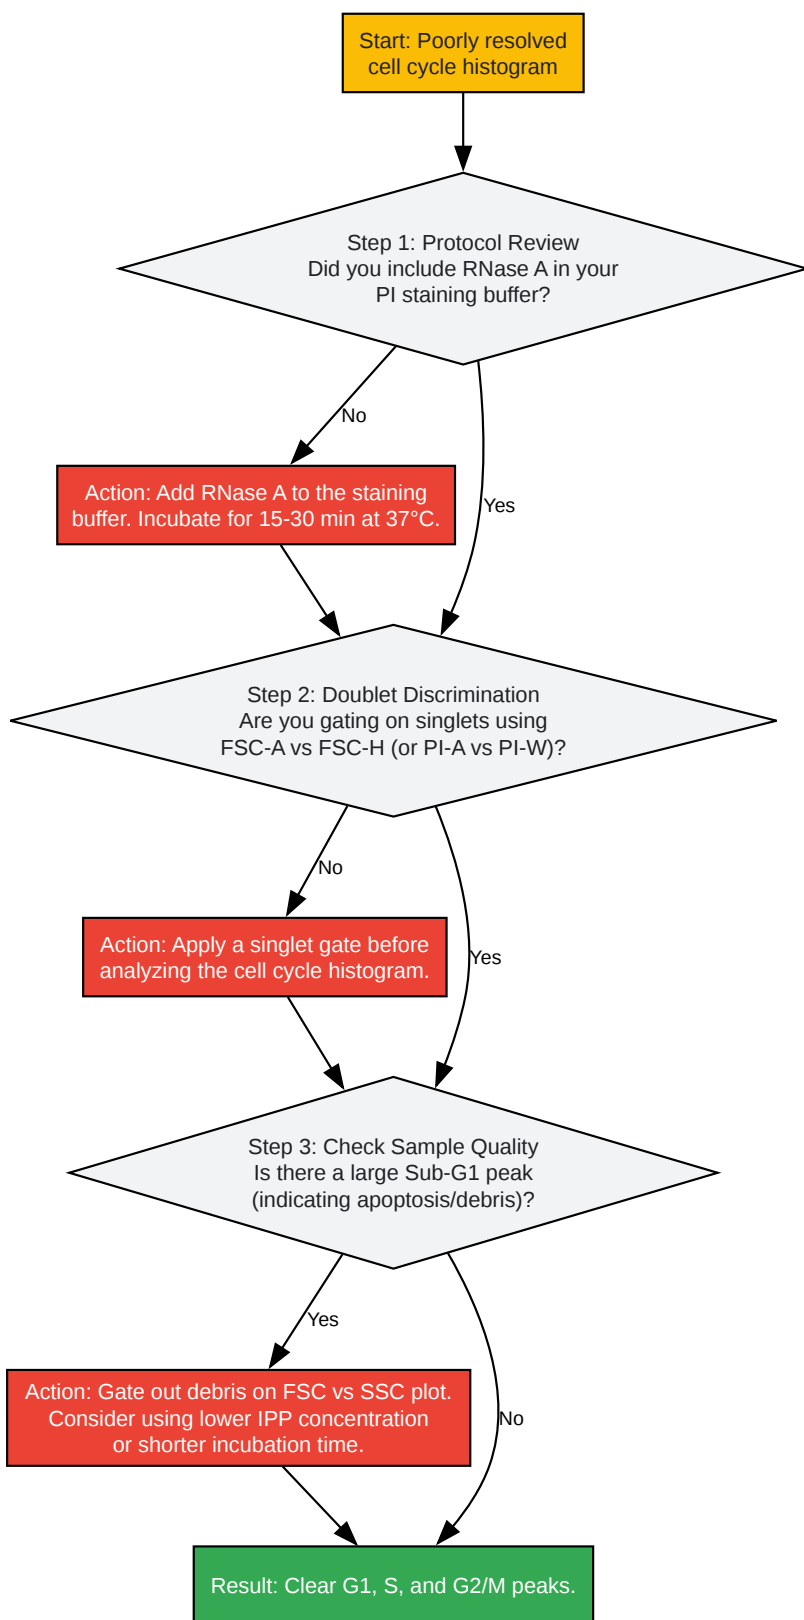 Start: Poorly resolved
cell cycle histogram
Step 1: Protocol Review
Did you include RNase A in your
PI staining buffer?
No
Action: Add RNase A to the staining
buffer. Incubate for 15-30 min at 37°C.
Yes
Step 2: Doublet Discrimination
Are you gating on singlets using
FSC-A vs FSC-H (or PI-A vs PI-W)?
No
Action: Apply a singlet gate before
analyzing the cell cycle histogram.
Yes
Step 3: Check Sample Quality
Is there a large Sub-G1 peak
(indicating apoptosis/debris)?
Yes
Action: Gate out debris on FSC vs SSC plot.
Consider using lower IPP concentration
or shorter incubation time.
No
Result: Clear G1, S, and G2/M peaks.